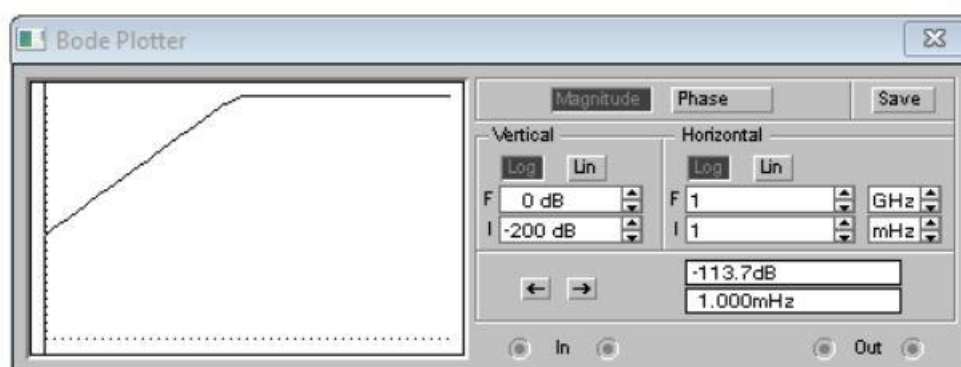 Bode Plotter
Magnitude Phase Save
Vertical Horizontal
Log Lin Log Lin
F 0 dB F 1 GHz
I -200 dB I 1 mHz
← → -113.7dB
1.000mHz
In Out